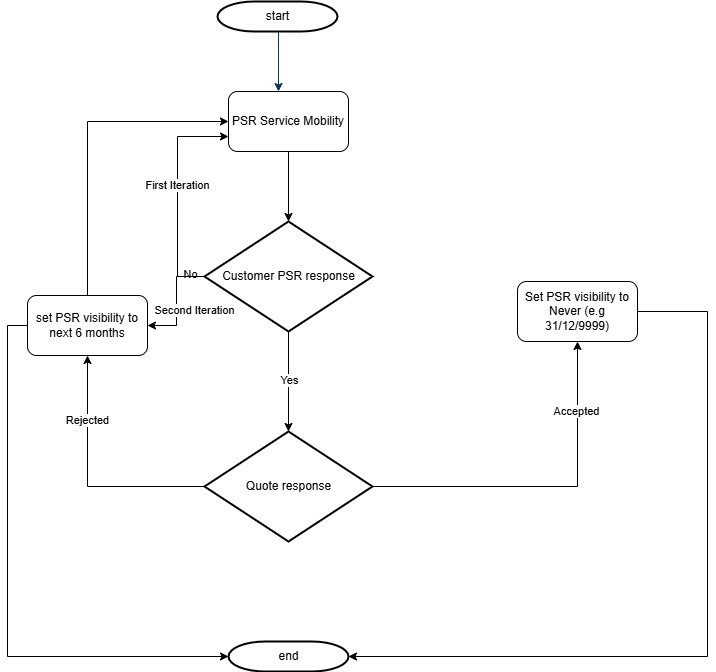 start
PSR Service Mobility
First Iteration
No
Customer PSR response
Second Iteration
set PSR visibility to
next 6 months
Set PSR visibility to
Never (e.g
31/12/9999)
Yes
Rejected
Accepted
Quote response
end